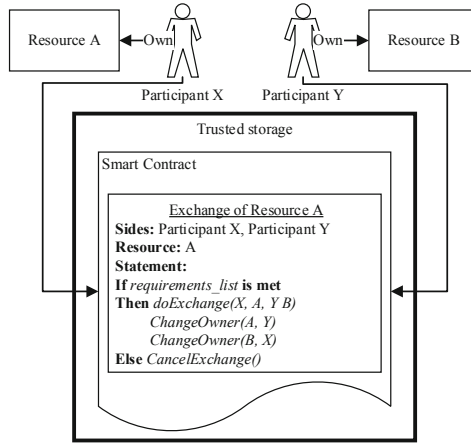 Resource A
Own
Own
Resource B
Participant X
Participant Y
Trusted storage
Smart Contract
Exchange of Resource A
Sides: Participant X, Participant Y
Resource: A
Statement:
If requirements_list is met
Then doExchange(X, A, Y B)
ChangeOwner(A, Y)
ChangeOwner(B, X)
Else CancelExchange()